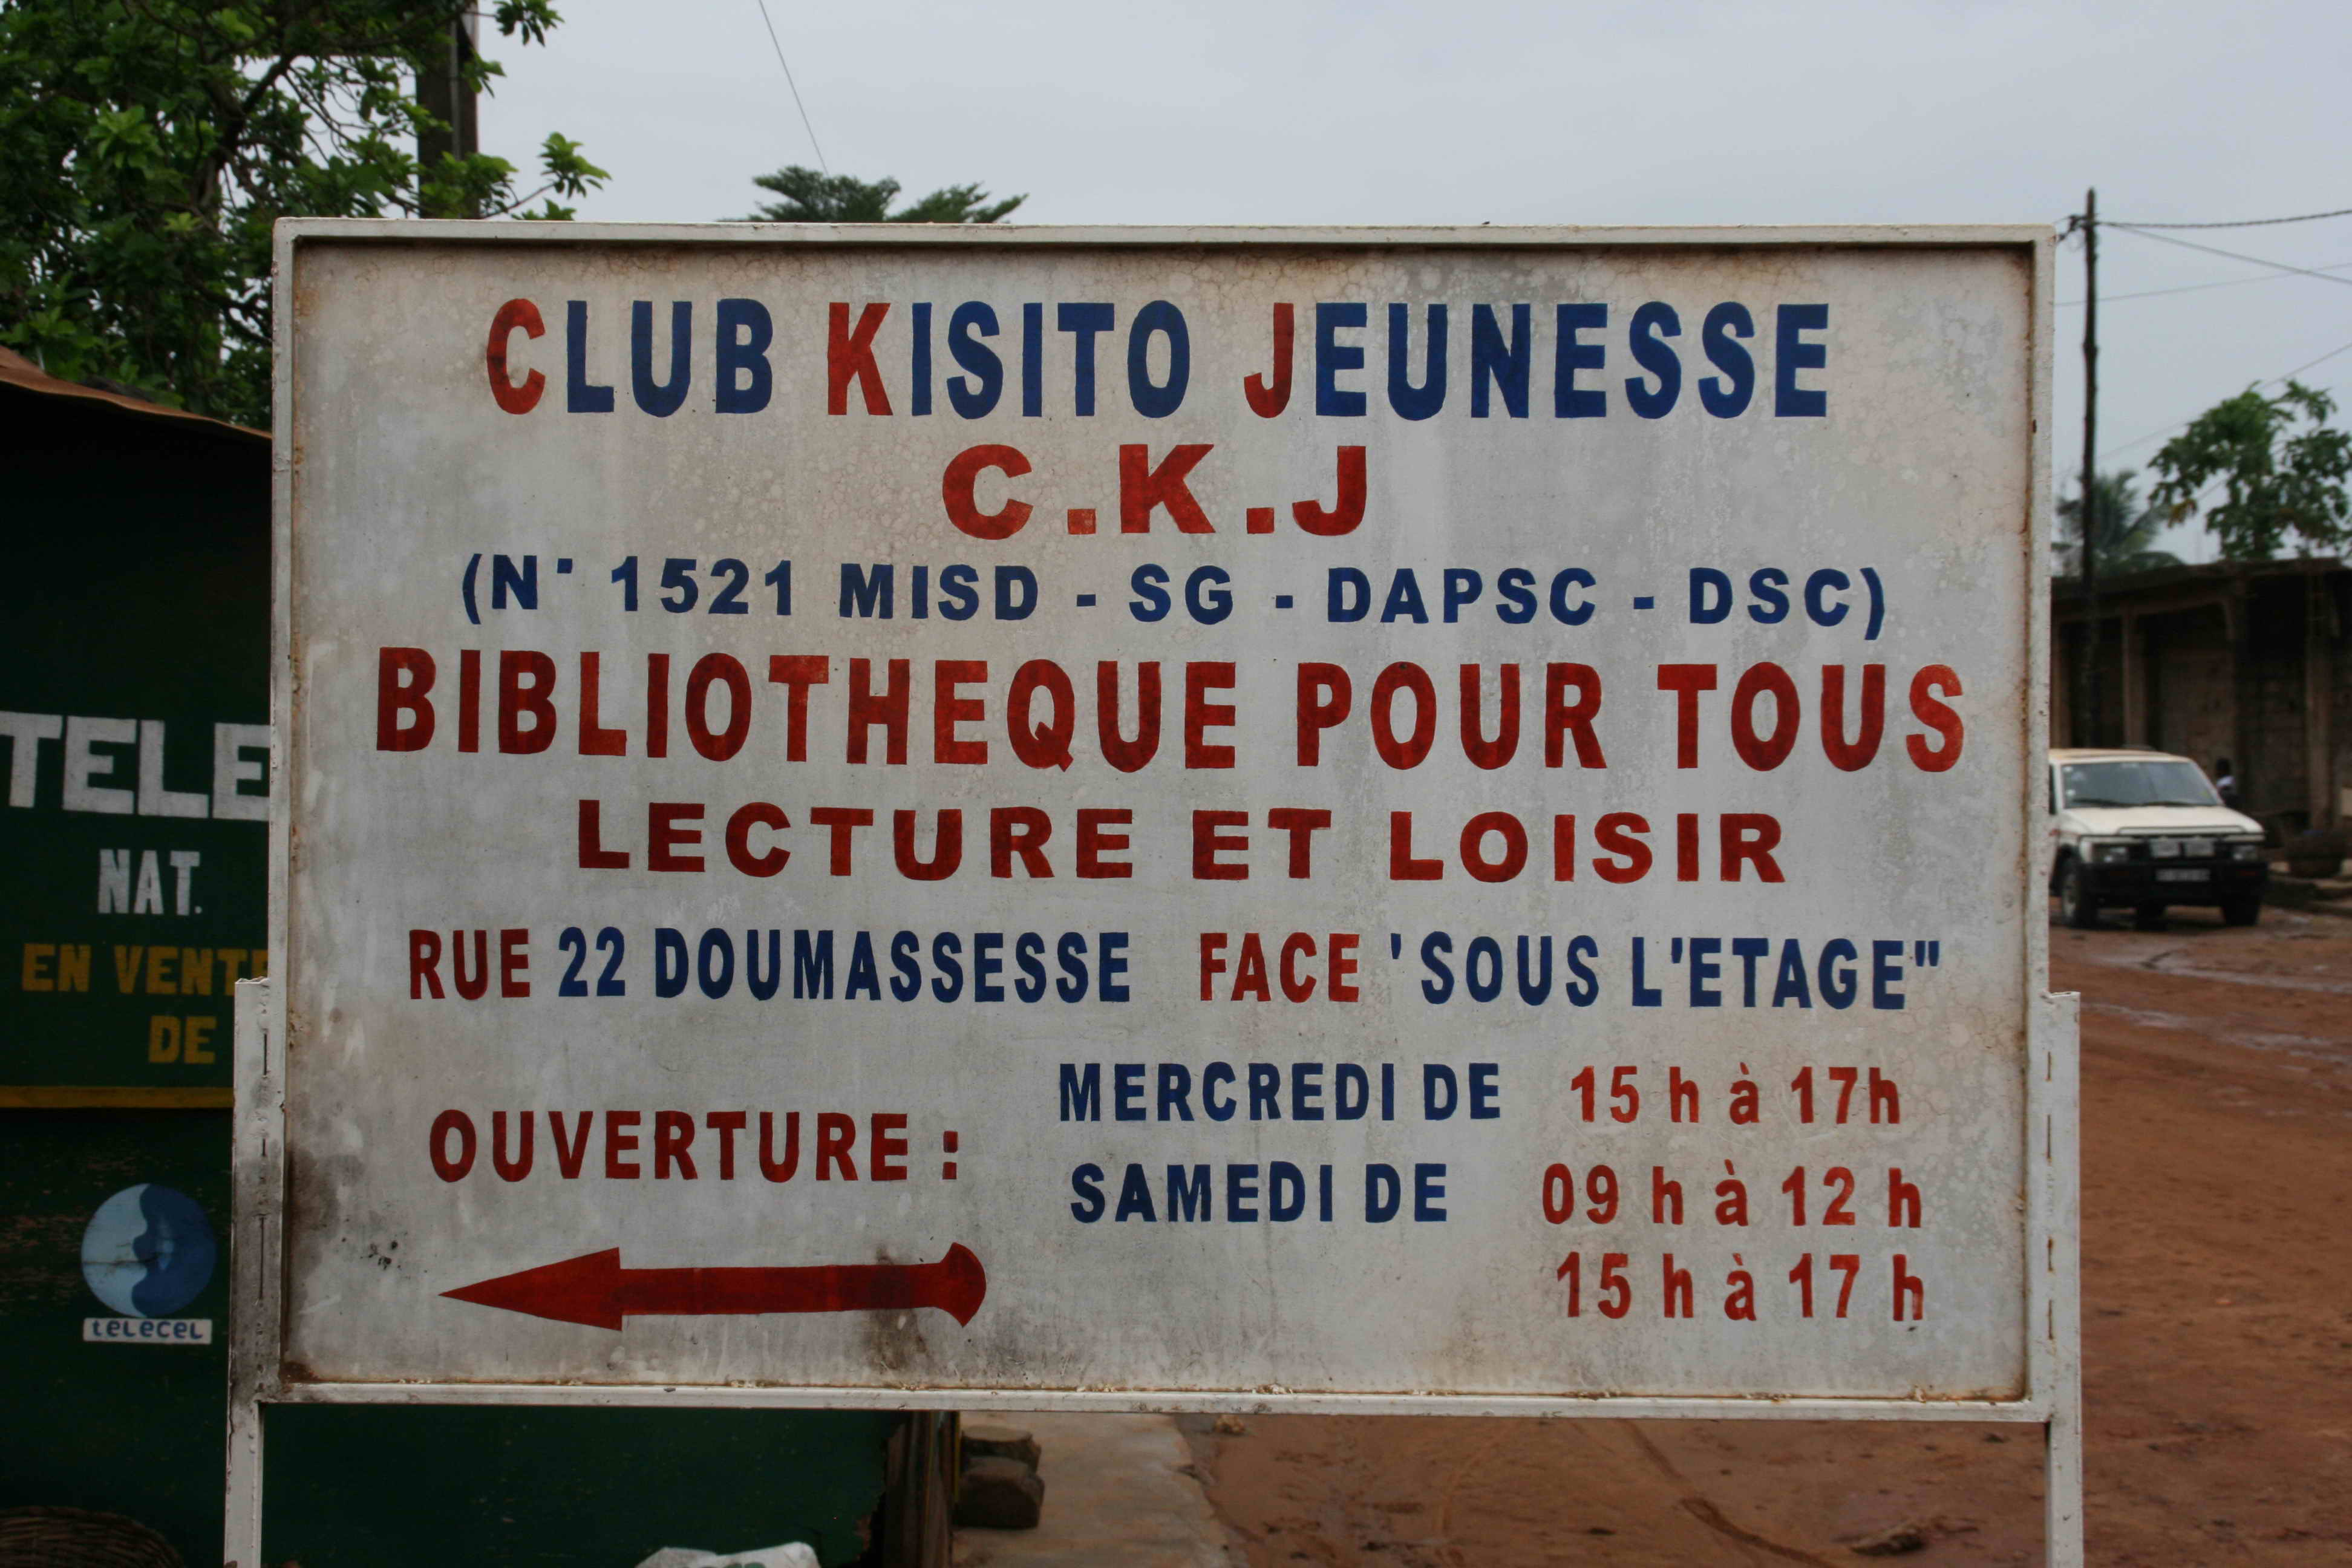 CLUB KISITO JEUNESSE
C.K.J
(N° 1521 MISD - SG - DAPSC - DSC)
BIBLIOTHEQUE POUR TOUS
LECTURE ET LOISIR
RUE 22 DOUMASSESSE FACE 'SOUS L'ETAGE"
OUVERTURE :
MERCREDI DE 15 h à 17h
SAMEDI DE 09 h à 12 h
15 h à 17 h
TELE
NAT.
EN VENTE
DE
telecel